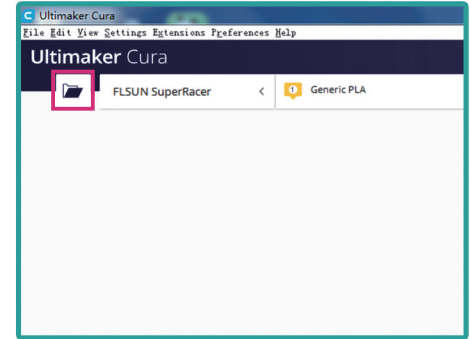 C Ultimaker Cura
File Edit View Settings Extensions Preferences Help
Ultimaker Cura
FLSUN SuperRacer < 1 Generic PLA